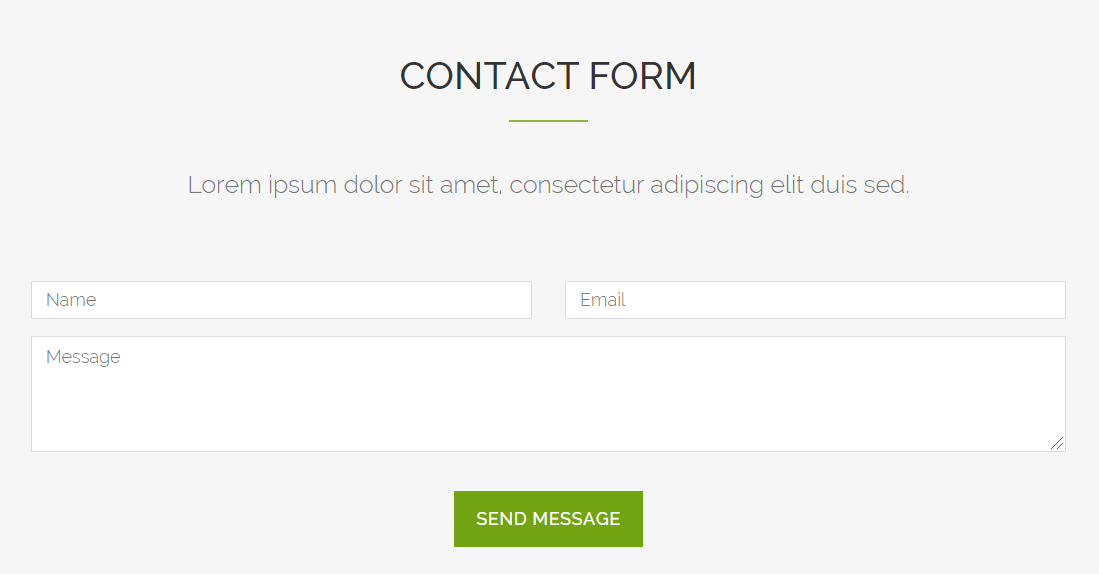 CONTACT FORM
Lorem ipsum dolor sit amet, consectetur adipiscing elit duis sed.
Name
Email
Message
SEND MESSAGE